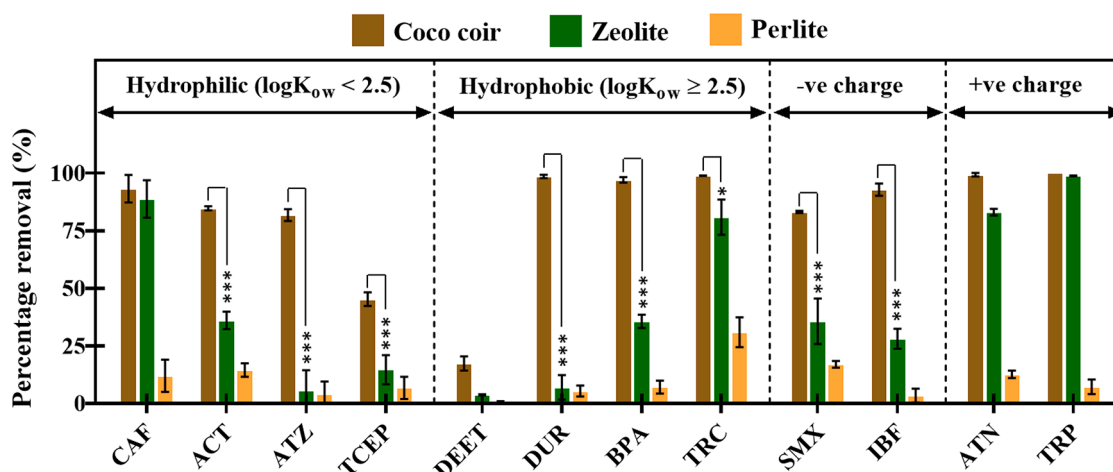 Coco coir Zeolite Perlite
Hydrophilic (logKow < 2.5) Hydrophobic (logKow ≥ 2.5) -ve charge +ve charge
Percentage removal (%)
100
75
50
25
0
*** *** *** *** *** * *** ***
CAF ACT ATZ TCEP DEET DUR BPA TRC SMX IBF ATN TRP